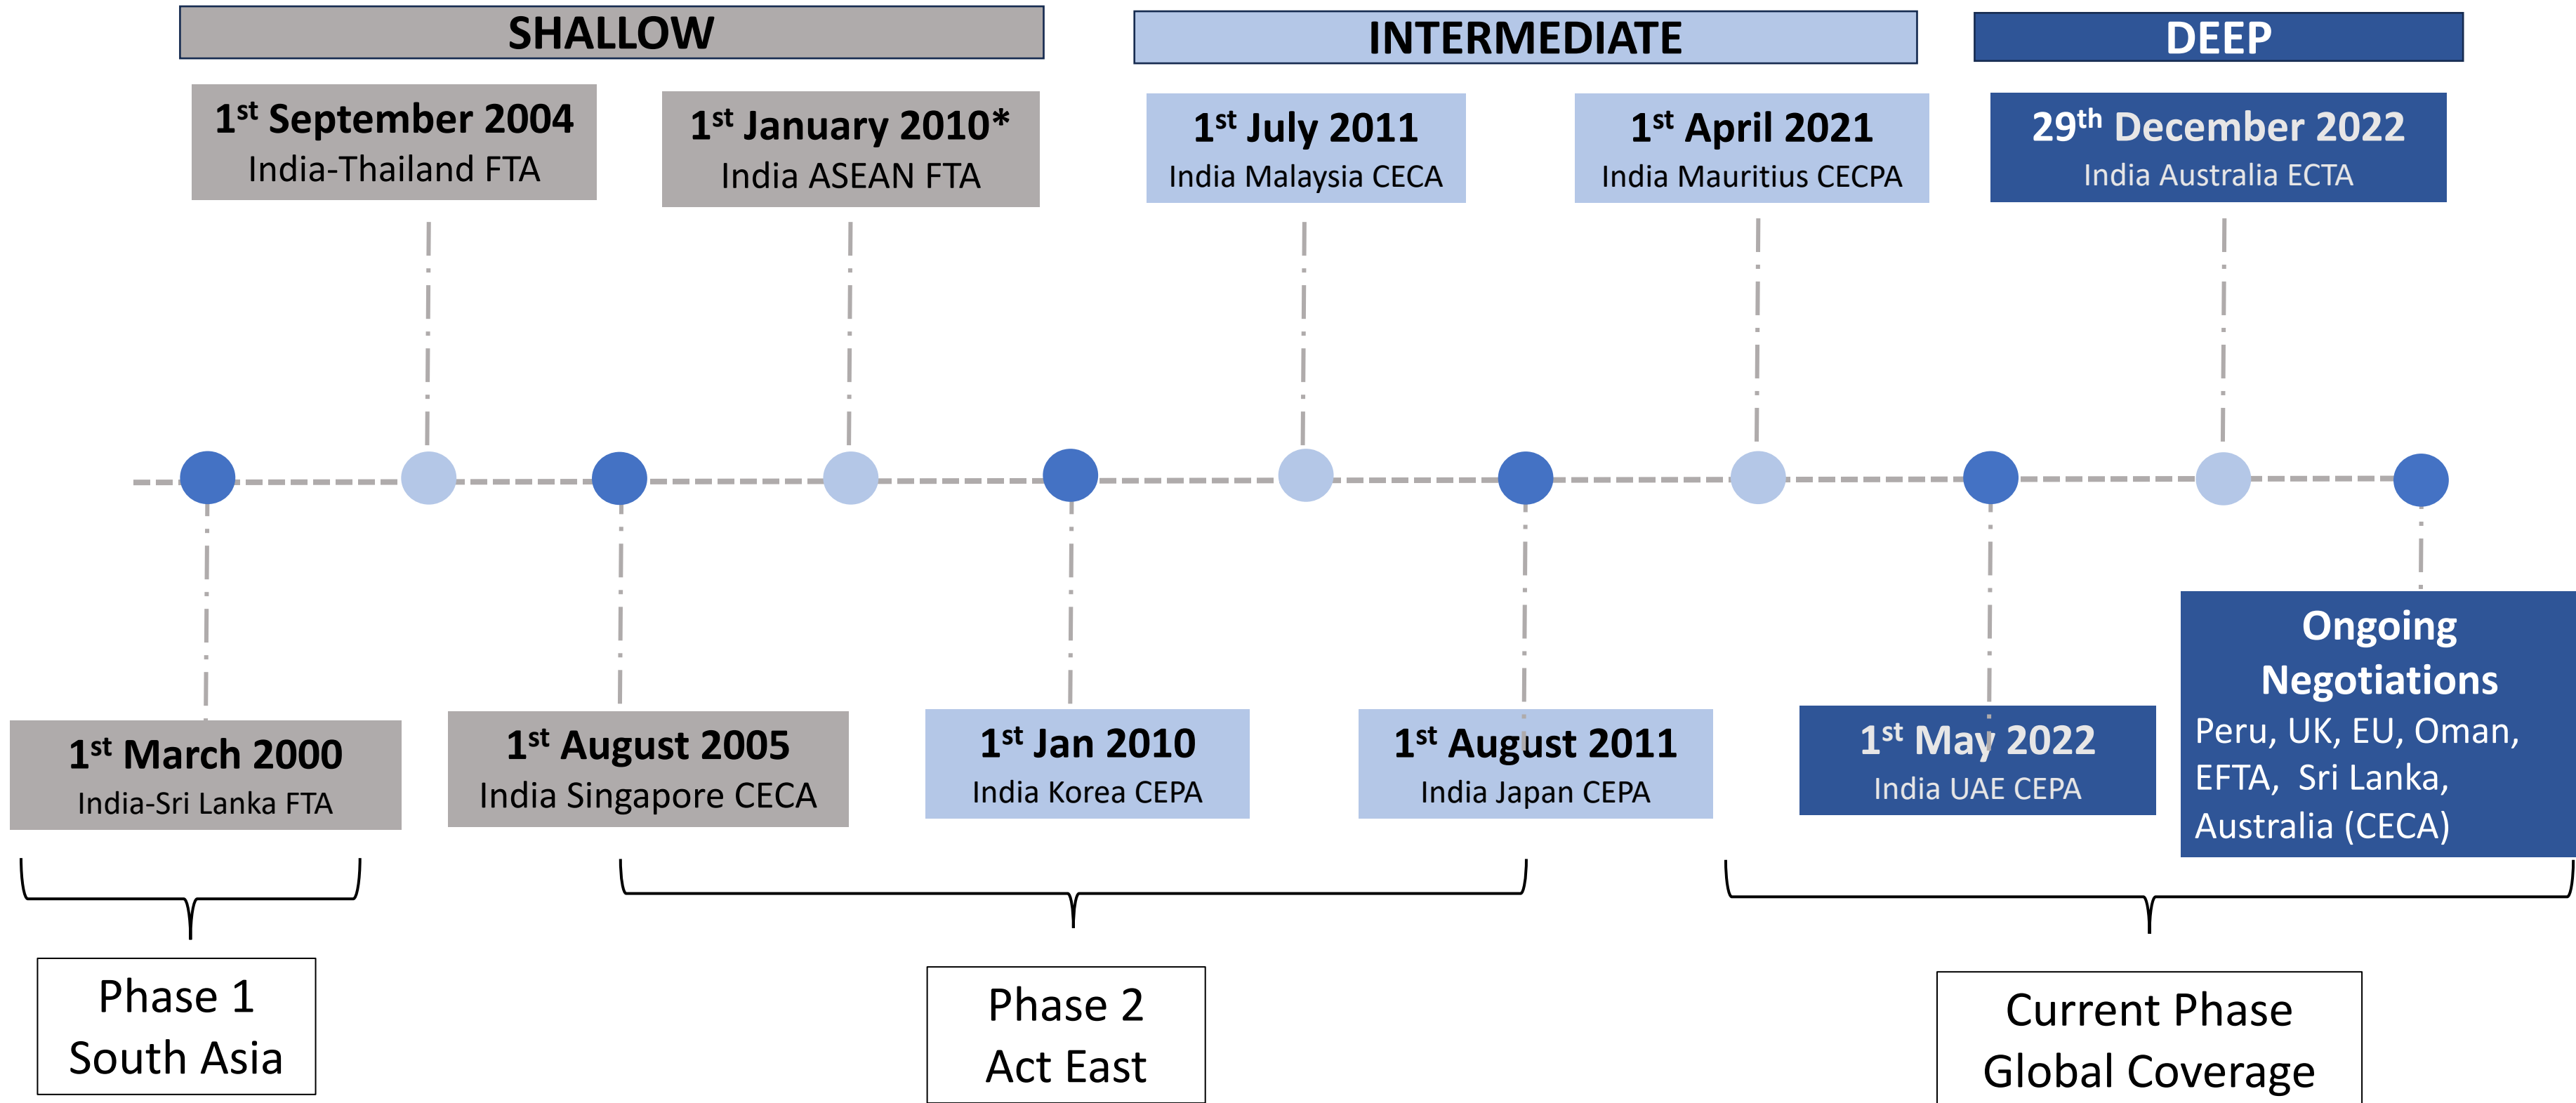 SHALLOW
INTERMEDIATE
DEEP
1st September 2004
India-Thailand FTA
1st January 2010*
India ASEAN FTA
1st July 2011
India Malaysia CECA
1st April 2021
India Mauritius CECPA
29th December 2022
India Australia ECTA
1st March 2000
India-Sri Lanka FTA
1st August 2005
India Singapore CECA
1st Jan 2010
India Korea CEPA
1st August 2011
India Japan CEPA
1st May 2022
India UAE CEPA
Ongoing
Negotiations
Peru, UK, EU, Oman,
EFTA, Sri Lanka,
Australia (CECA)
Phase 1
South Asia
Phase 2
Act East
Current Phase
Global Coverage